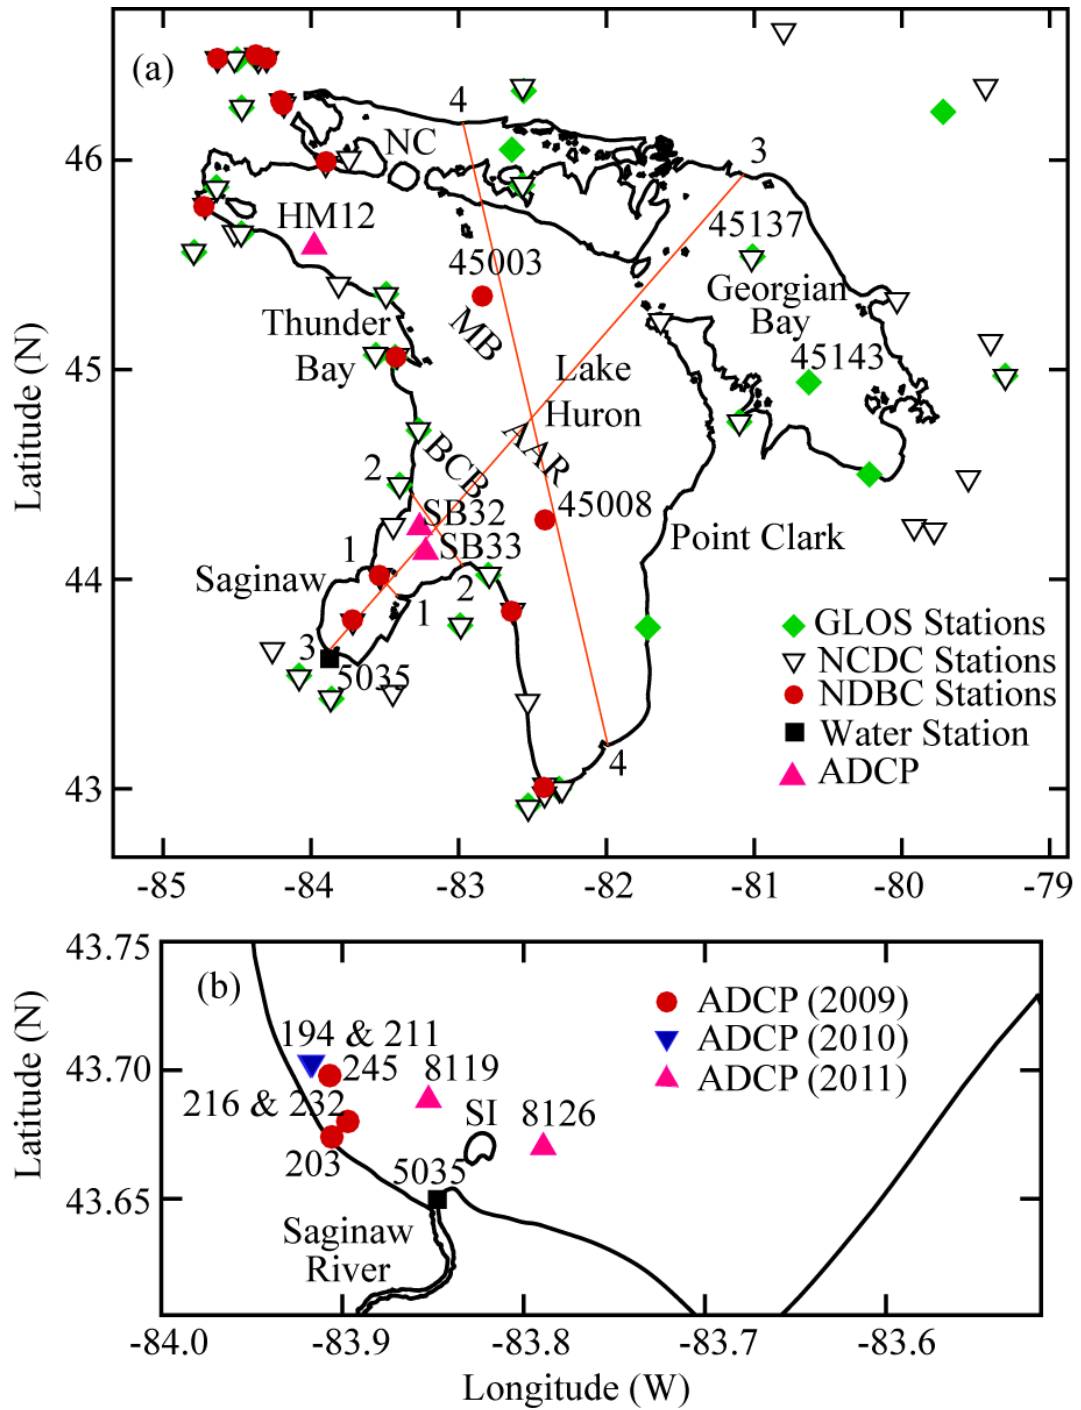 (a)
4
NC
3
46
HM12
45137
45003
Georgian
Bay
Thunder
Bay
MB
45143
45
Lake
Huron
AAR
BCB
2
SB32
45008
SB33
Point Clark
1
44
Saginaw
2
1
3
5035
GLOS Stations
NCDC Stations
NDBC Stations
Water Station
ADCP
4
43
Latitude (N)
-85
-84
-83
-82
-81
-80
-79
43.75
(b)
194 & 211
ADCP (2009)
ADCP (2010)
ADCP (2011)
43.70
245
8119
216 & 232
SI
8126
203
5035
43.65
Saginaw
River
Latitude (N)
-84.0
-83.9
-83.8
-83.7
-83.6
Longitude (W)